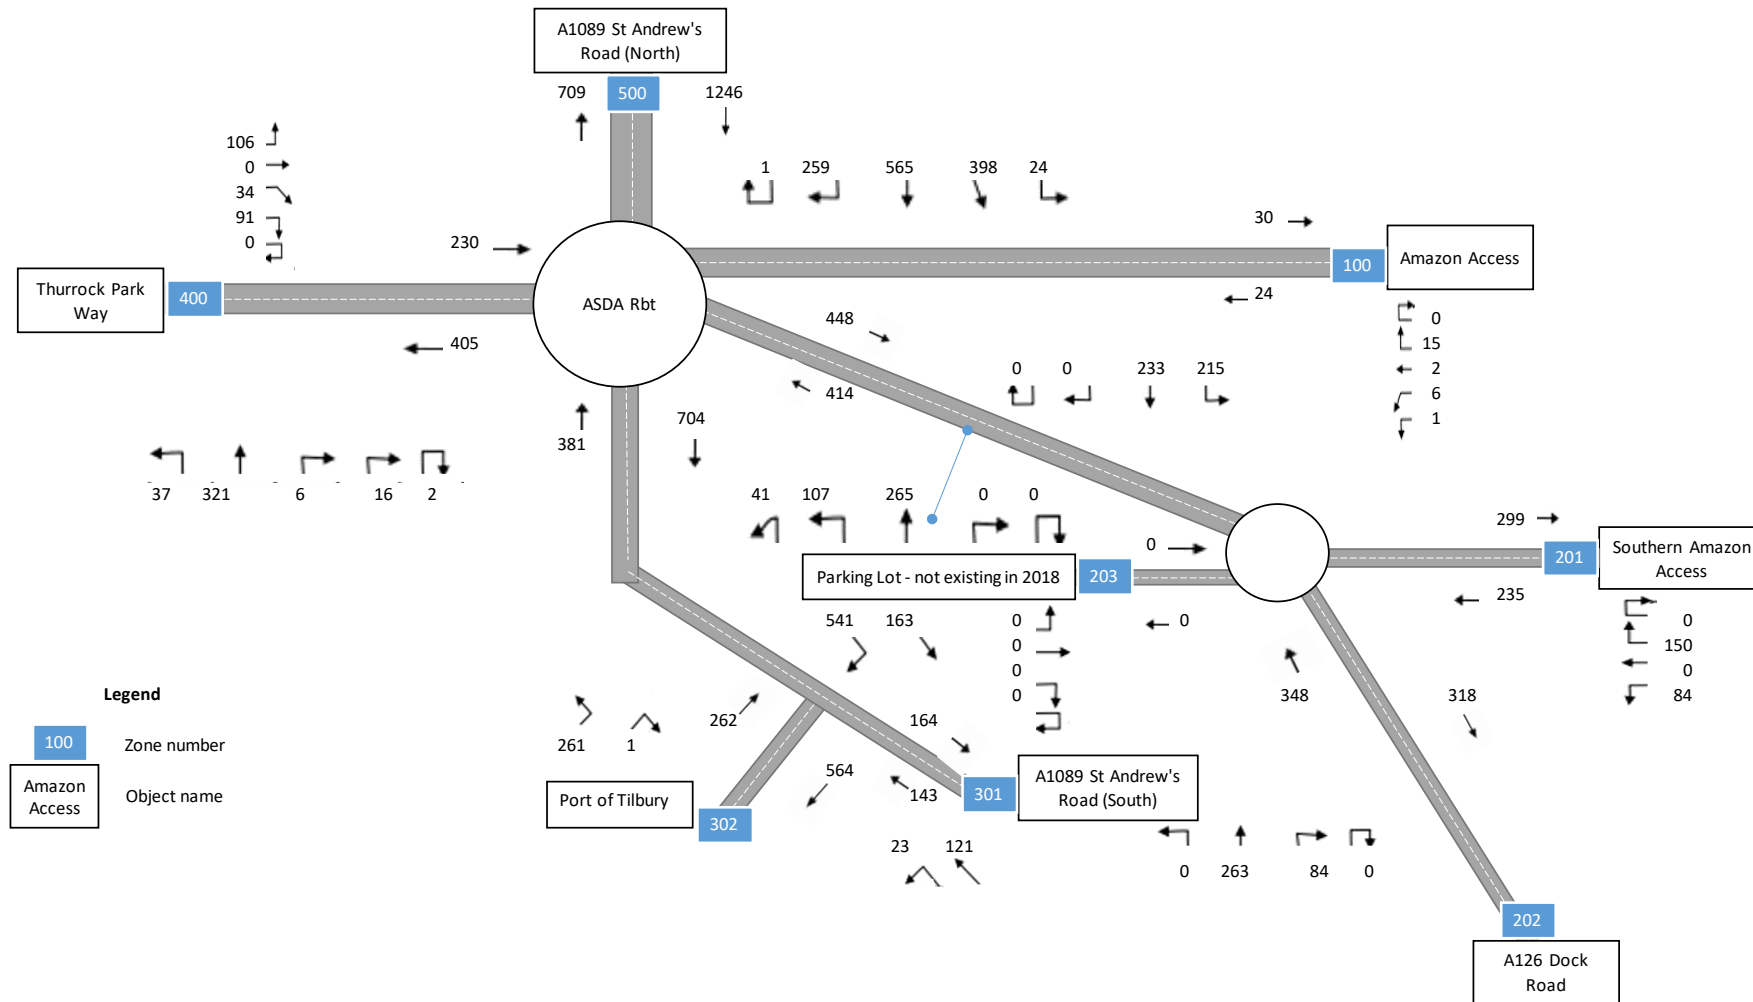 A1089 St Andrew's
Road (North)
709
500
1246
106
0
34
91
0
1 259 565 398 24
230
30
Thurrock Park
Way
400
ASDA Rbt
100
Amazon Access
24
405
448
414
0
15
2
6
1
0 0 233 215
381
704
37 321 6 16 2
41 107 265 0 0
0
299
Parking Lot - not existing in 2018
203
201
Southern Amazon
Access
235
0
541 163
0
0
0
0
0
150
0
84
348
318
Legend
100
Zone number
Amazon
Access
Object name
261 1
262
164
564
143
Port of Tilbury
302
301
A1089 St Andrew's
Road (South)
23 121
0 263 84 0
202
A126 Dock
Road